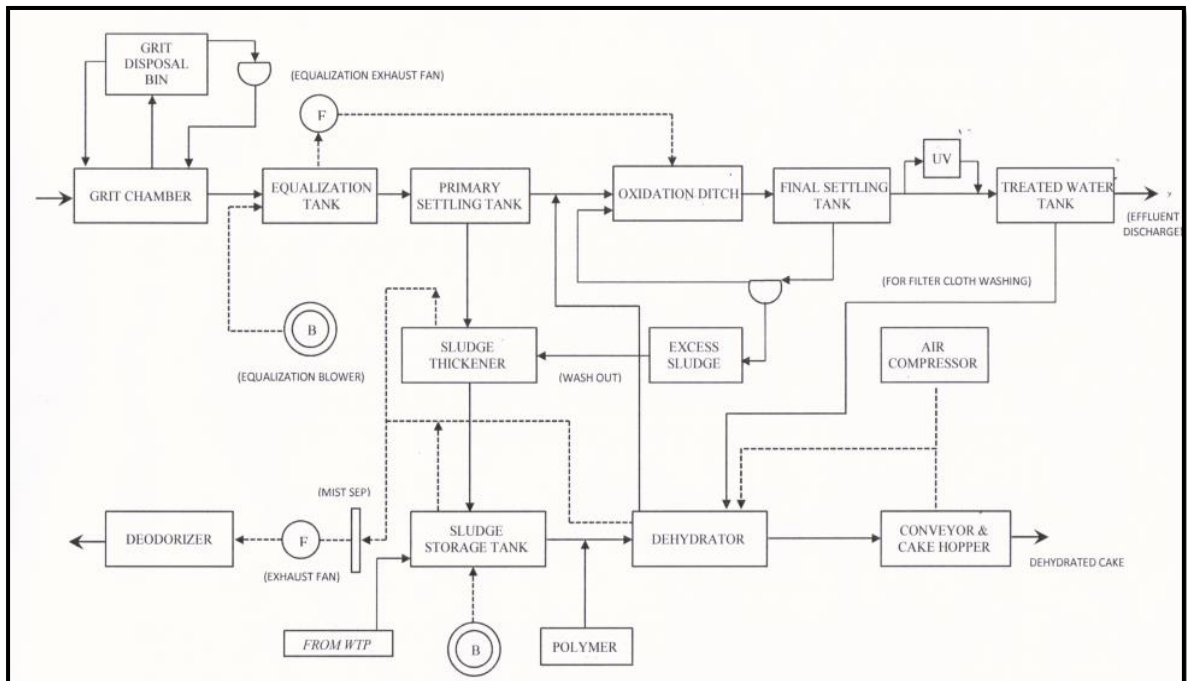 GRIT
DISPOSAL
BIN
(EQUALIZATION EXHAUST FAN)
F
UV
GRIT CHAMBER
EQUALIZATION
TANK
PRIMARY
SETTLING TANK
OXIDATION DITCH
FINAL SETTLING
TANK
TREATED WATER
TANK
(EFFLUENT
DISCHARGE)
(FOR FILTER CLOTH WASHING)
B
(EQUALIZATION BLOWER)
SLUDGE
THICKENER
(WASH OUT)
EXCESS
SLUDGE
AIR
COMPRESSOR
(MIST SEP)
DEODORIZER
F
(EXHAUST FAN)
SLUDGE
STORAGE TANK
DEHYDRATOR
CONVEYOR &
CAKE HOPPER
DEHYDRATED CAKE
FROM WTP
B
POLYMER